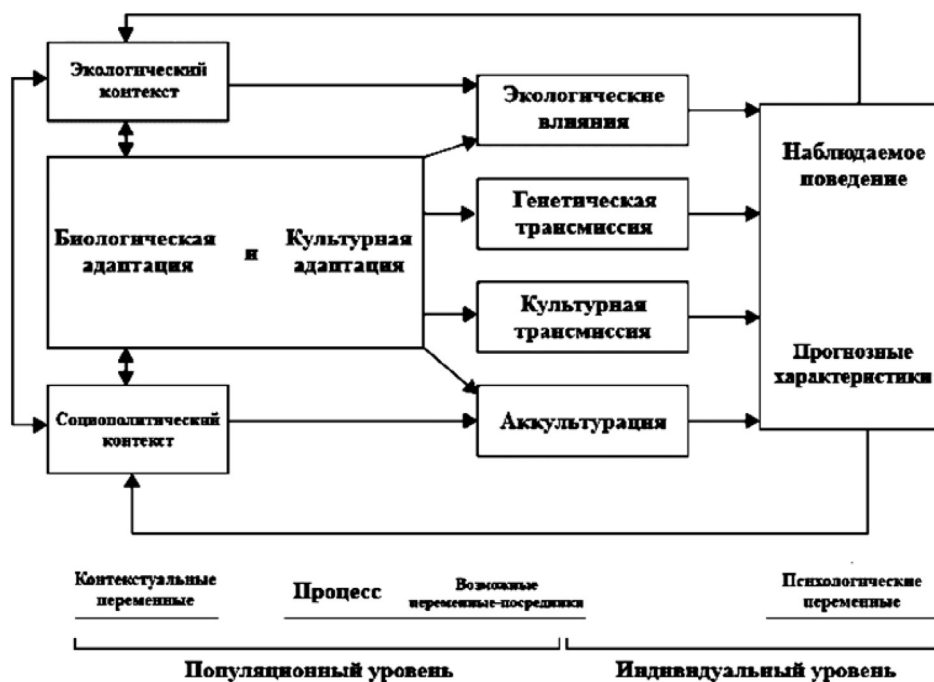 Экологический
контекст
Экологические
влияния
Наблюдаемое
поведение
Генетическая
трансмиссия
Биологическая и Культурная
адаптация адаптация
Культурная
трансмиссия
Прогнозные
характеристики
Социополитический
контекст
Аккультурация
Контекстуальные
переменные
Процесс
Возможные
переменные-посредники
Психологические
переменные
Популяционный уровень
Индивидуальный уровень